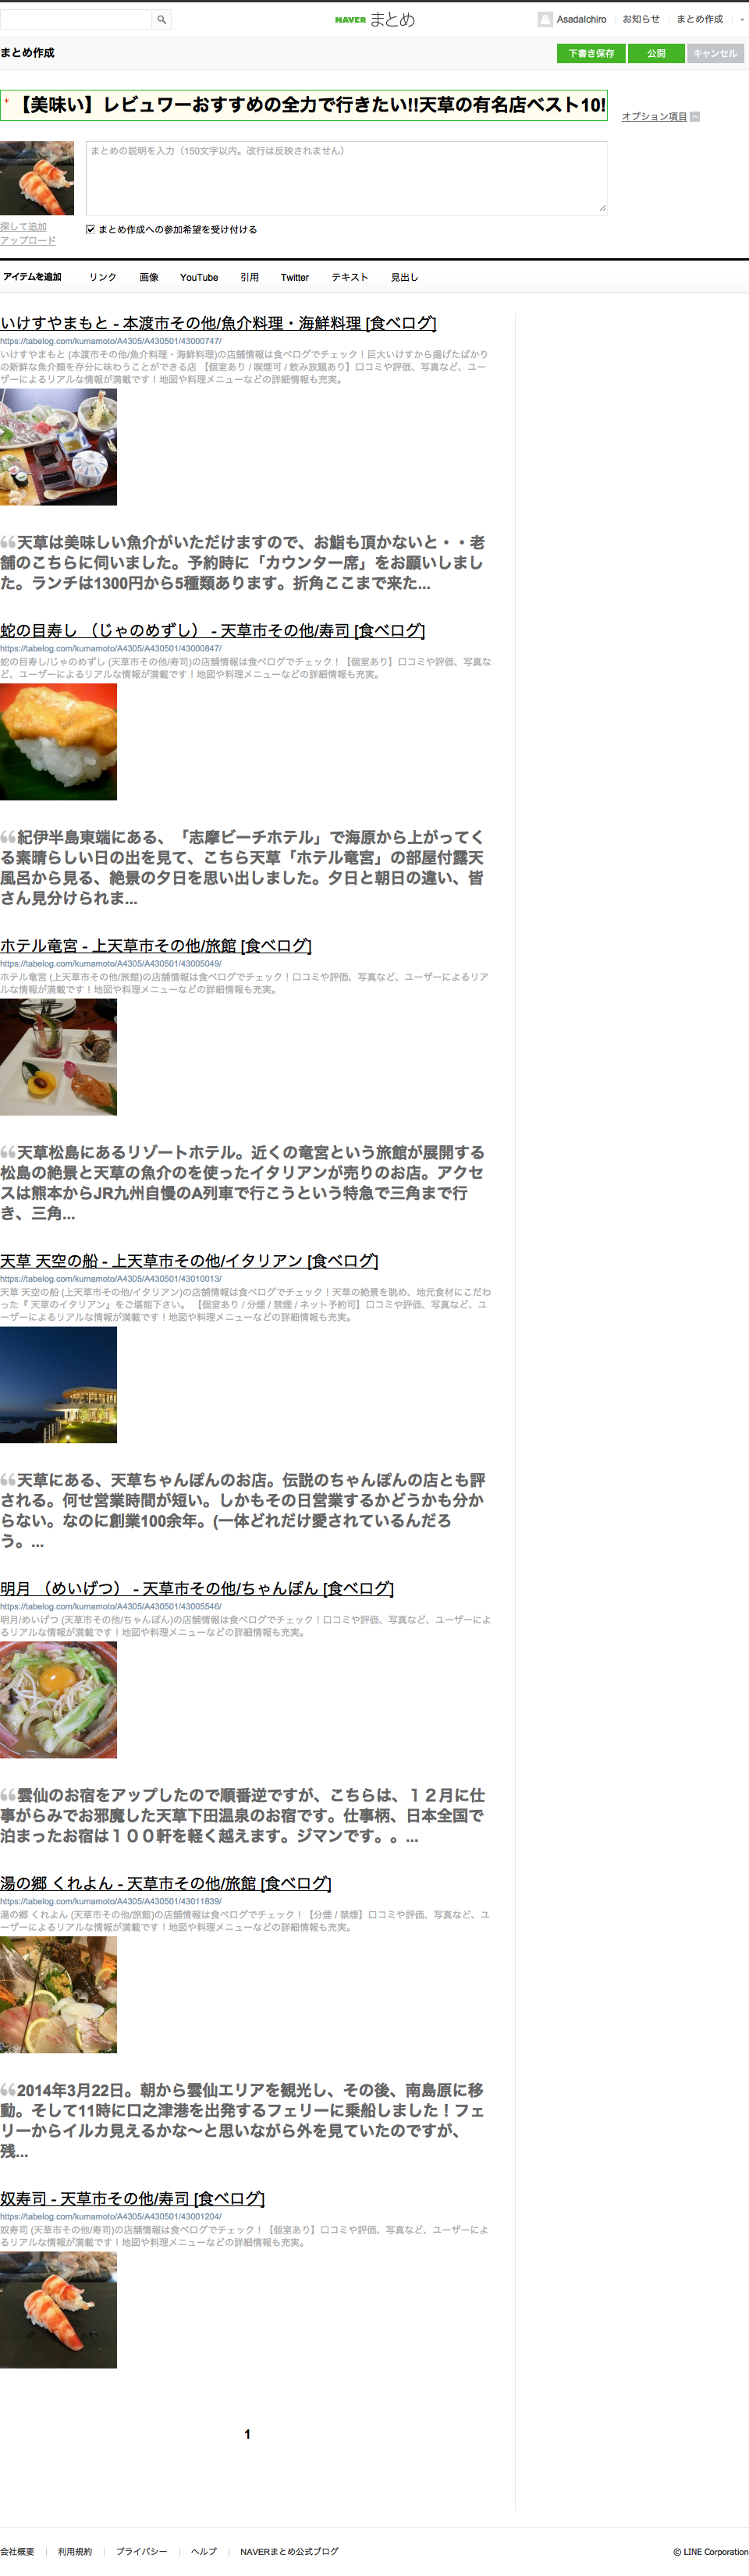 NAVER まとめ
AsadaIchiro
お知らせ
まとめ作成
まとめ作成
下書き保存
公開
キャンセル
* 【美味い】レビュワーおすすめの全力で行きたい!!天草の有名店ベスト10!
オプション項目
まとめの説明を入力（150文字以内。改行は反映されません）
探して追加
アップロード
まとめ作成への参加希望を受け付ける
アイテムを追加
リンク
画像
YouTube
引用
Twitter
テキスト
見出し
いけすやまもと - 本渡市その他/魚介料理・海鮮料理 [食べログ]
https://tabelog.com/kumamoto/A4305/A430501/43000747/
いけすやまもと (本渡市その他/魚介料理・海鮮料理)の店舗情報は食べログでチェック！巨大いけすから揚げたばかり
の新鮮な魚介類を存分に味わうことができる店 【個室あり / 喫煙可 / 飲み放題あり】口コミや評価、写真など、ユー
ザーによるリアルな情報が満載です！地図や料理メニューなどの詳細情報も充実。
天草は美味しい魚介がいただけますので、お鮨も頂かないと・・老
舗のこちらに伺いました。予約時に「カウンター席」をお願いしまし
た。ランチは1300円から5種類あります。折角ここまで来た...
蛇の目寿し （じゃのめずし） - 天草市その他/寿司 [食べログ]
https://tabelog.com/kumamoto/A4305/A430501/43000847/
蛇の目寿し/じゃのめずし (天草市その他/寿司)の店舗情報は食べログでチェック！【個室あり】口コミや評価、写真な
ど、ユーザーによるリアルな情報が満載です！地図や料理メニューなどの詳細情報も充実。
紀伊半島東端にある、「志摩ビーチホテル」で海原から上がってく
る素晴らしい日の出を見て、こちら天草「ホテル竜宮」の部屋付露天
風呂から見る、絶景の夕日を思い出しました。夕日と朝日の違い、皆
さん見分けられま...
ホテル竜宮 - 上天草市その他/旅館 [食べログ]
https://tabelog.com/kumamoto/A4305/A430501/43005049/
ホテル竜宮 (上天草市その他/旅館)の店舗情報は食べログでチェック！口コミや評価、写真など、ユーザーによるリア
ルな情報が満載です！地図や料理メニューなどの詳細情報も充実。
天草松島にあるリゾートホテル。近くの竜宮という旅館が展開する
松島の絶景と天草の魚介のを使ったイタリアンが売りのお店。アクセ
スは熊本からJR九州自慢のA列車で行こうという特急で三角まで行
き、三角...
天草 天空の船 - 上天草市その他/イタリアン [食べログ]
https://tabelog.com/kumamoto/A4305/A430501/43010013/
天草 天空の船 (上天草市その他/イタリアン)の店舗情報は食べログでチェック！天草の絶景を眺め、地元食材にこだわ
った『 天草のイタリアン』をご堪能下さい。 【個室あり / 分煙 / 禁煙 / ネット予約可】口コミや評価、写真など、ユ
ーザーによるリアルな情報が満載です！地図や料理メニューなどの詳細情報も充実。
天草にある、天草ちゃんぽんのお店。伝説のちゃんぽんの店とも評
される。何せ営業時間が短い。しかもその日営業するかどうかも分か
らない。なのに創業100余年。(一体どれだけ愛されているんだろ
う。...
明月 （めいげつ） - 天草市その他/ちゃんぽん [食べログ]
https://tabelog.com/kumamoto/A4305/A430501/43005546/
明月/めいげつ (天草市その他/ちゃんぽん)の店舗情報は食べログでチェック！口コミや評価、写真など、ユーザーによ
るリアルな情報が満載です！地図や料理メニューなどの詳細情報も充実。
雲仙のお宿をアップしたので順番逆ですが、こちらは、１２月に仕
事がらみでお邪魔した天草下田温泉のお宿です。仕事柄、日本全国で
泊まったお宿は１００軒を軽く越えます。ジマンです。。...
湯の郷 くれよん - 天草市その他/旅館 [食べログ]
https://tabelog.com/kumamoto/A4305/A430501/43011839/
湯の郷 くれよん (天草市その他/旅館)の店舗情報は食べログでチェック！【分煙 / 禁煙】口コミや評価、写真など、ユ
ーザーによるリアルな情報が満載です！地図や料理メニューなどの詳細情報も充実。
2014年3月22日。朝から雲仙エリアを観光し、その後、南島原に移
動。そして11時に口之津港を出発するフェリーに乗船しました！フェ
リーからイルカ見えるかな〜と思いながら外を見ていたのですが、
残...
奴寿司 - 天草市その他/寿司 [食べログ]
https://tabelog.com/kumamoto/A4305/A430501/43001204/
奴寿司 (天草市その他/寿司)の店舗情報は食べログでチェック！【個室あり】口コミや評価、写真など、ユーザーによ
るリアルな情報が満載です！地図や料理メニューなどの詳細情報も充実。
1
会社概要
利用規約
プライバシー
ヘルプ
NAVERまとめ公式ブログ
© LINE Corporation